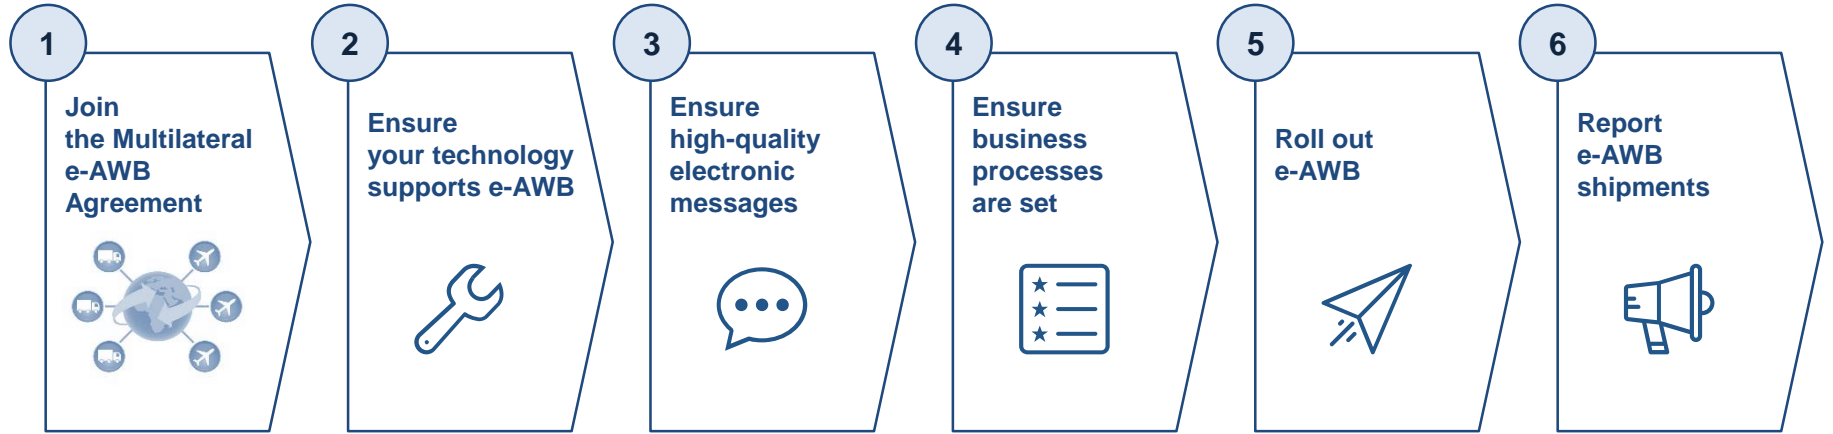 1
Join
the Multilateral
e-AWB
Agreement
2
Ensure
your technology
supports e-AWB
3
Ensure
high-quality
electronic
messages
4
Ensure
business
processes
are set
5
Roll out
e-AWB
6
Report
e-AWB
shipments